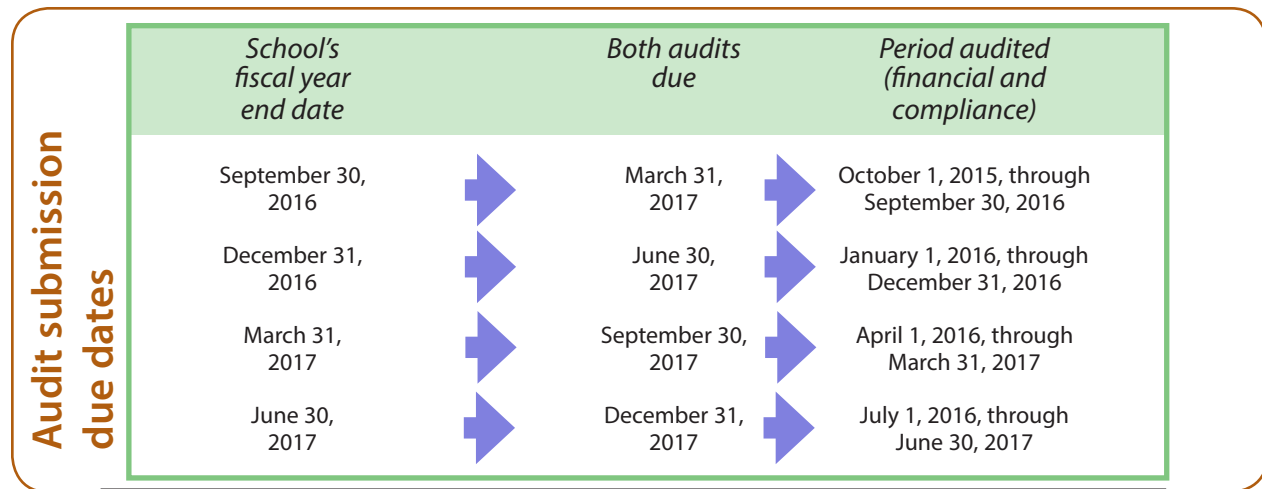 Audit submission
due dates
School’s
fiscal year
end date
Both audits
due
Period audited
(financial and
compliance)
September 30,
2016
March 31,
2017
October 1, 2015, through
September 30, 2016
December 31,
2016
June 30,
2017
January 1, 2016, through
December 31, 2016
March 31,
2017
September 30,
2017
April 1, 2016, through
March 31, 2017
June 30,
2017
December 31,
2017
July 1, 2016, through
June 30, 2017